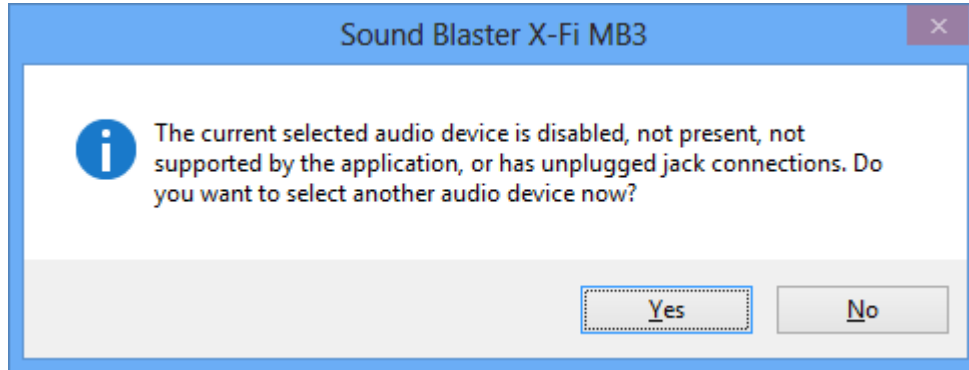 Sound Blaster X-Fi MB3
The current selected audio device is disabled, not present, not
supported by the application, or has unplugged jack connections. Do
you want to select another audio device now?
Yes
No